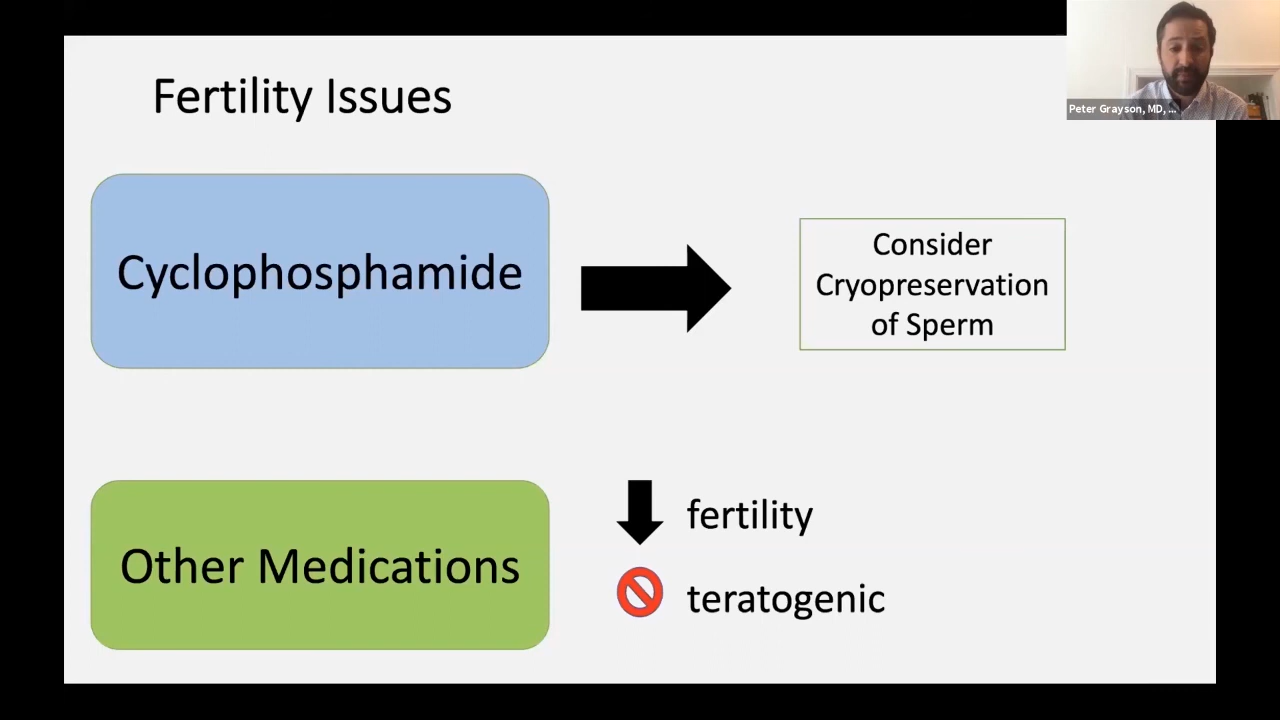 Fertility Issues
Peter Grayson, MD, ...
Cyclophosphamide
Consider
Cryopreservation
of Sperm
Other Medications
fertility
teratogenic